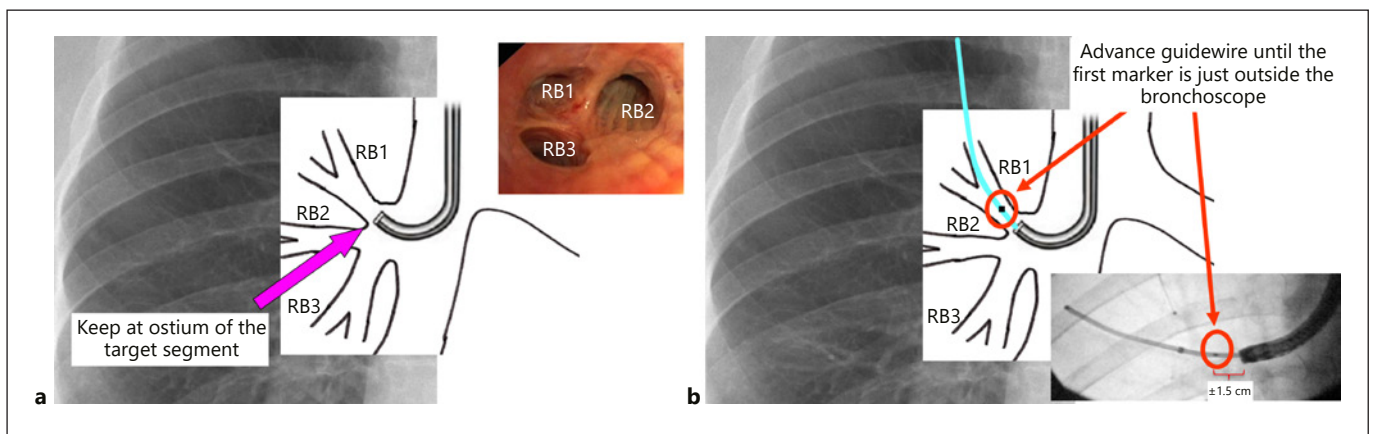 RB1
RB2
RB3
RB1
RB2
RB3
Keep at ostium of the
target segment
a
Advance guidewire until the
first marker is just outside the
bronchoscope
RB1
RB2
RB3
±1.5 cm
b